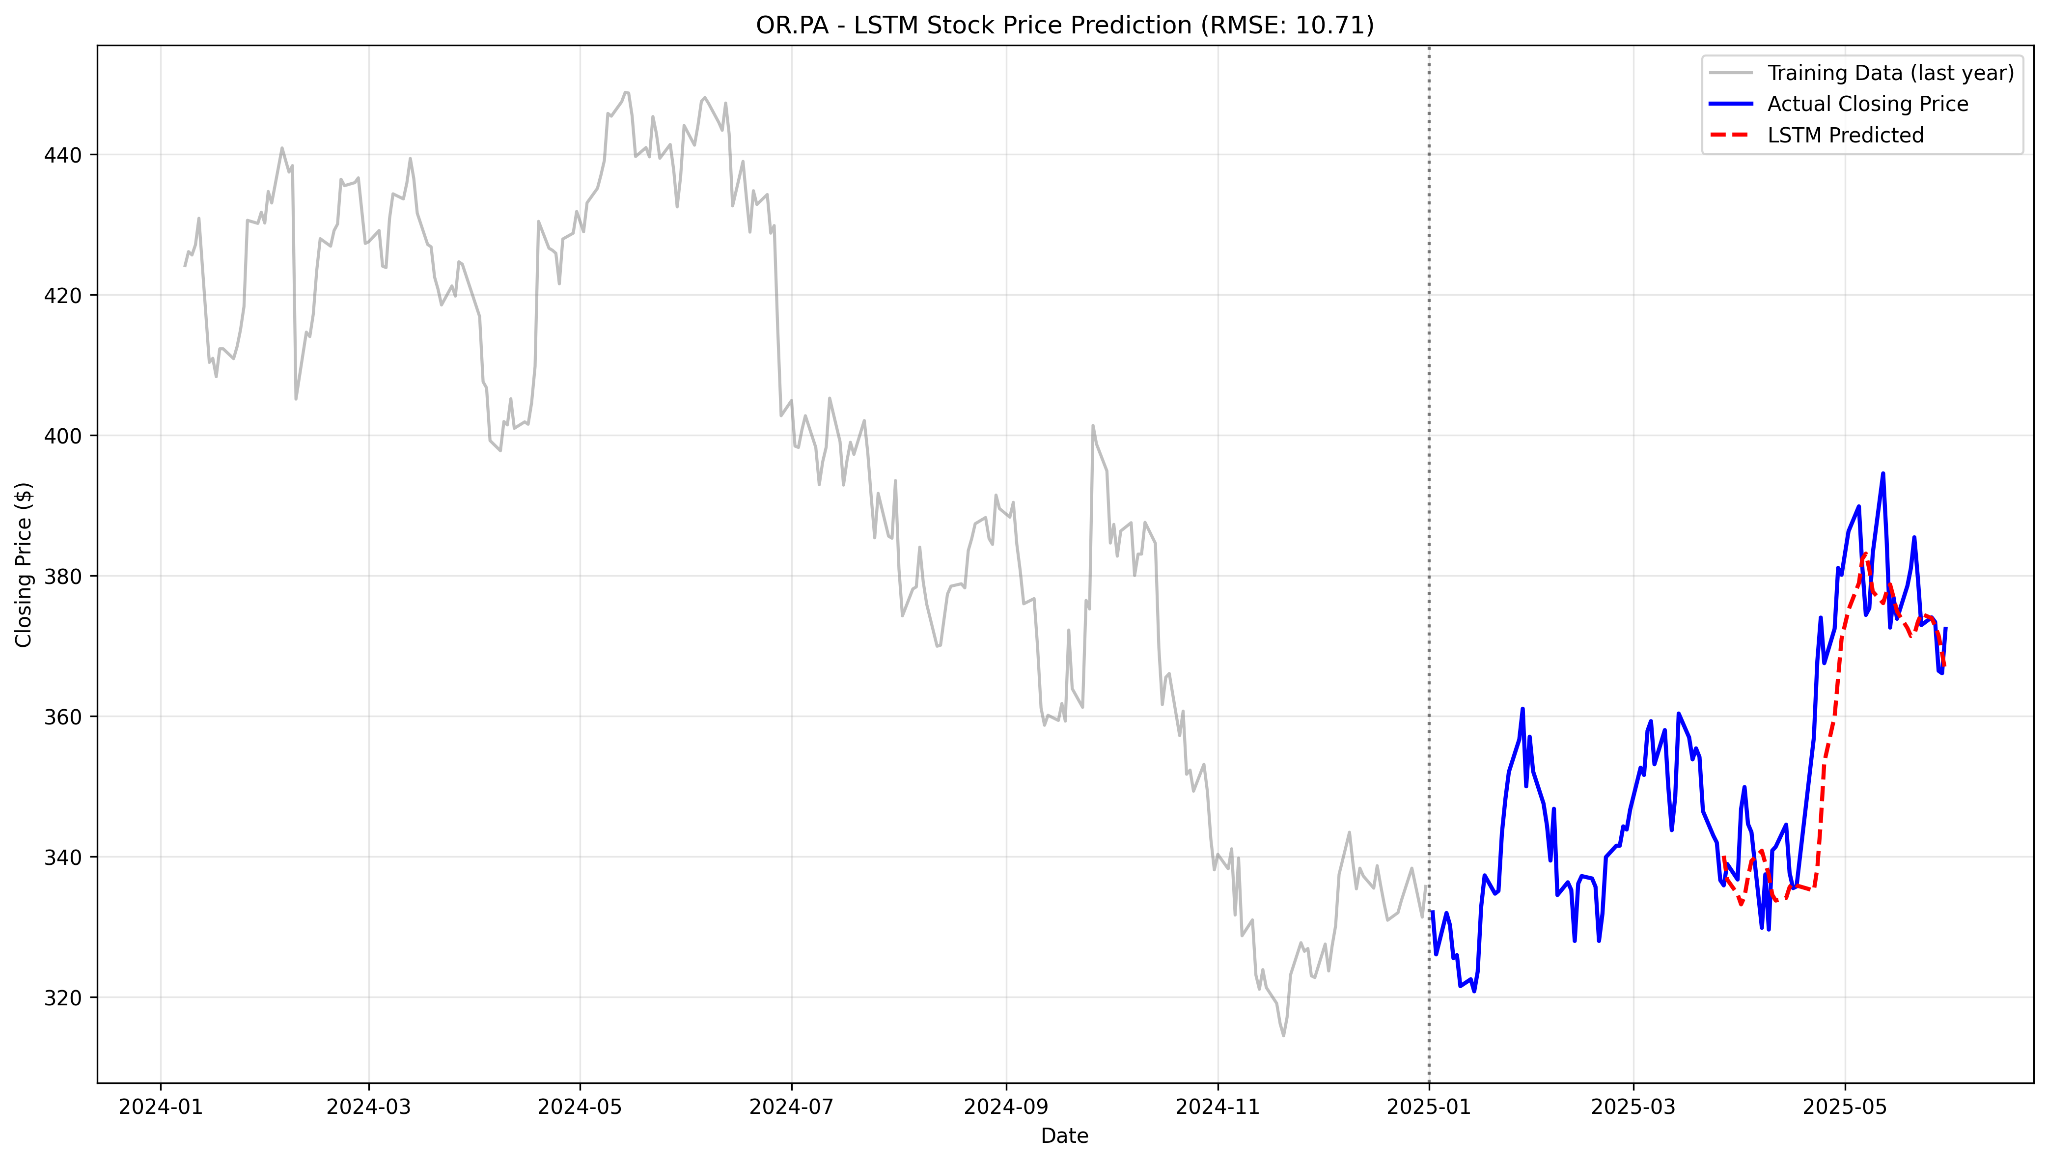 OR.PA - LSTM Stock Price Prediction (RMSE: 10.71)
Training Data (last year)
Actual Closing Price
LSTM Predicted
Closing Price ($)
440
420
400
380
360
340
320
2024-01
2024-03
2024-05
2024-07
2024-09
2024-11
2025-01
2025-03
2025-05
Date